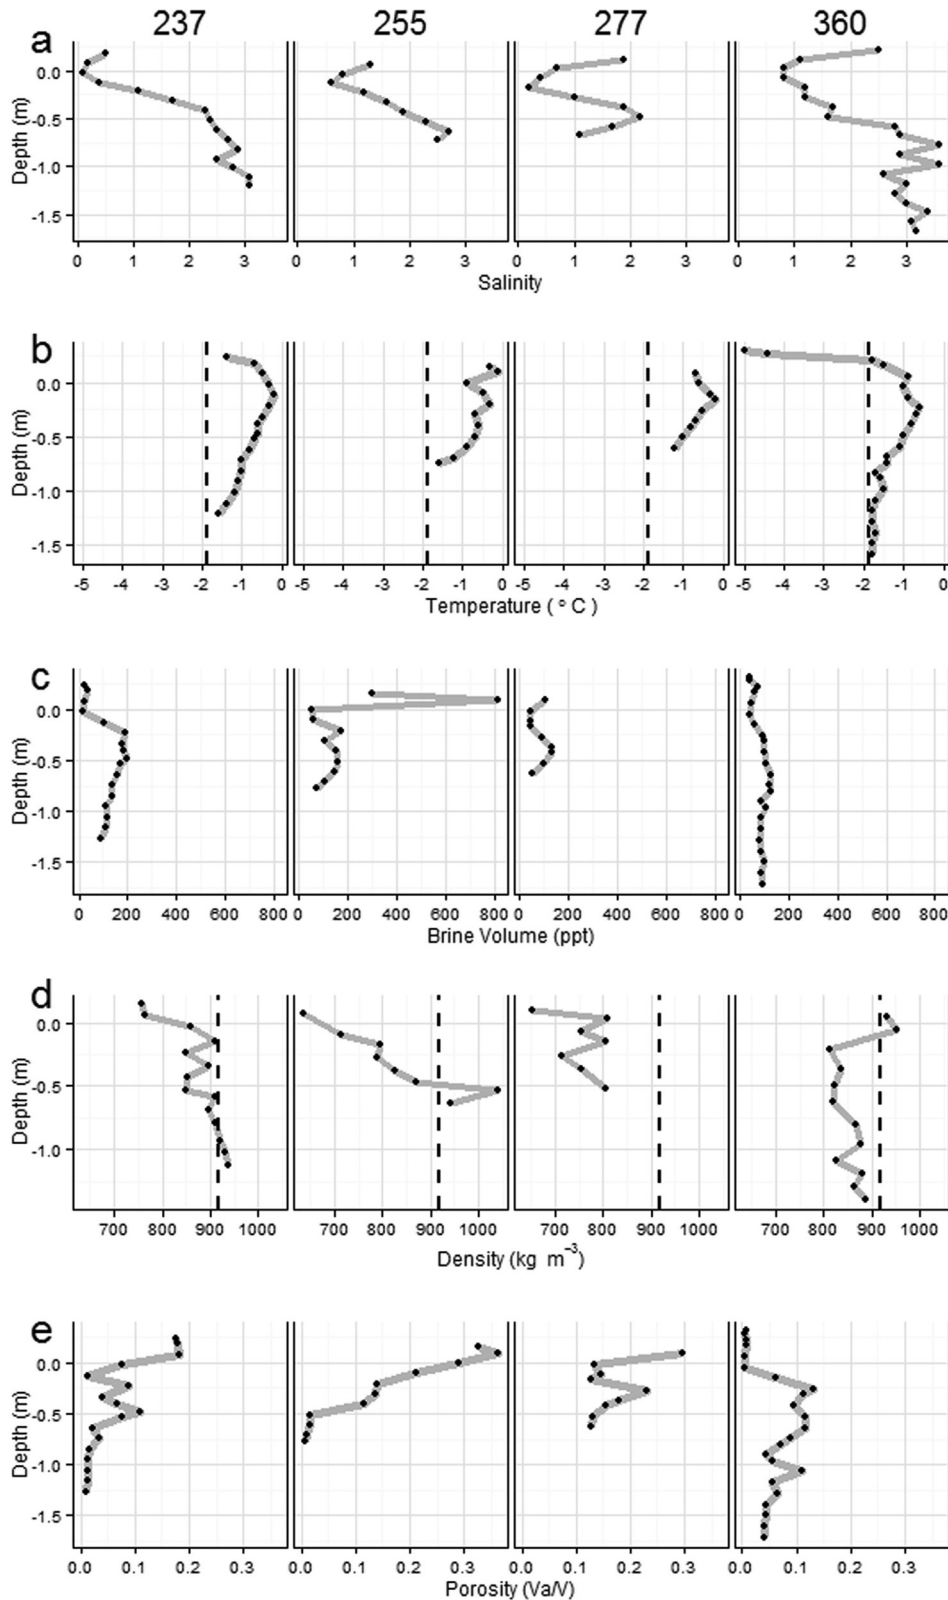 237 255 277 360
a
0.0
-0.5
-1.0
-1.5
Depth (m)
0 1 2 3 0 1 2 3 0 1 2 3 0 1 2 3
Salinity
b
0.0
-0.5
-1.0
-1.5
Depth (m)
-5 -4 -3 -2 -1 0 -5 -4 -3 -2 -1 0 -5 -4 -3 -2 -1 0 -5 -4 -3 -2 -1 0
Temperature ( ° C )
c
0.0
-0.5
-1.0
-1.5
Depth (m)
0 200 400 600 800 0 200 400 600 800 0 200 400 600 800 0 200 400 600 800
Brine Volume (ppt)
d
0.0
-0.5
-1.0
Depth (m)
700 800 900 1000 700 800 900 1000 700 800 900 1000 700 800 900 1000
Density (kg m⁻³)
e
0.0
-0.5
-1.0
-1.5
Depth (m)
0.0 0.1 0.2 0.3 0.0 0.1 0.2 0.3 0.0 0.1 0.2 0.3 0.0 0.1 0.2 0.3
Porosity (Va/V)